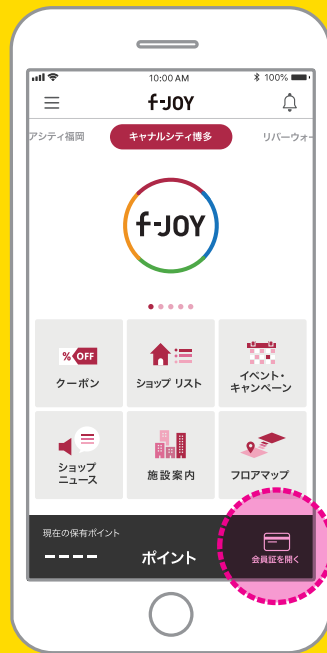 10:00 AM
100%
f-JOY
アシティ福岡
キャナルシティ博多
リバーウォー
f-JOY
% OFF
クーポン
ショップ リスト
イベント・
キャンペーン
ショップ
ニュース
施設案内
フロアマップ
現在の保有ポイント
---- ポイント
会員証を開く